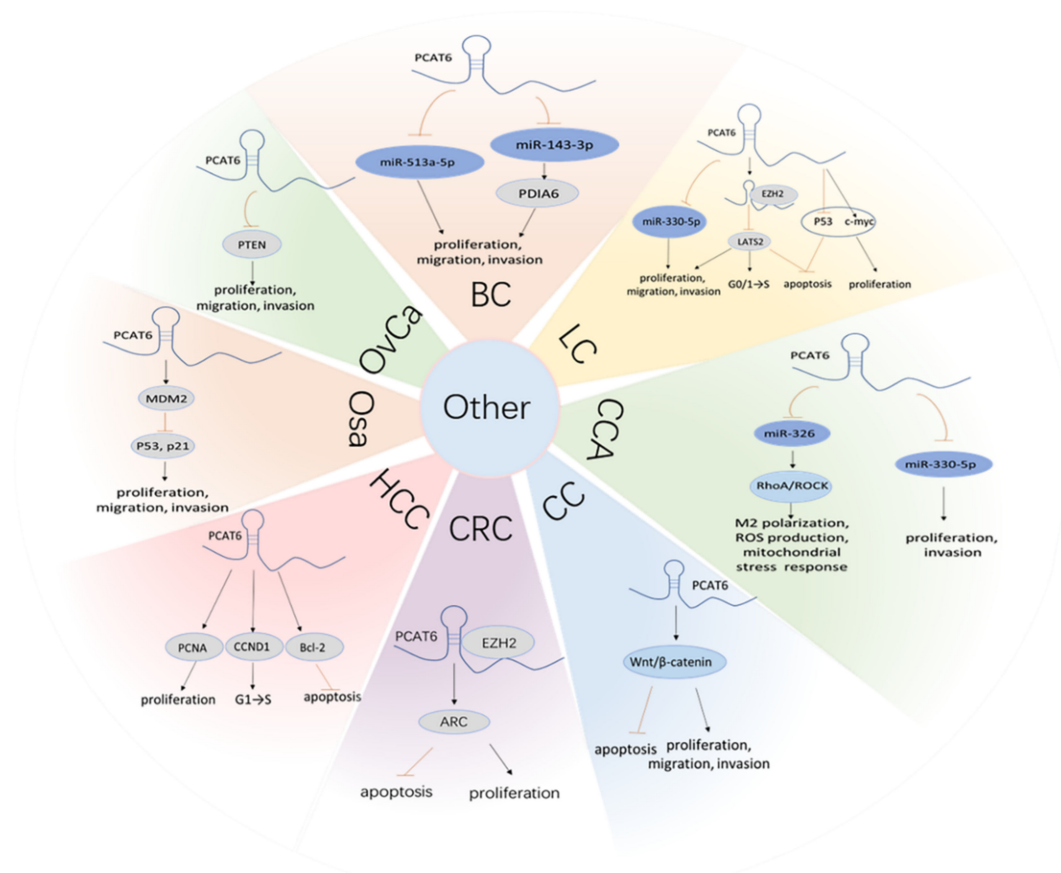 PCAT6
miR-513a-5p
miR-143-3p
PDIA6
proliferation,
migration, invasion
BC
PCAT6
miR-330-5p
EZH2
LATS2
P53 c-myc
proliferation,
migration, invasion
G0/1→S
apoptosis
proliferation
LC
PCAT6
miR-326
RhoA/ROCK
M2 polarization,
ROS production,
mitochondrial
stress response
miR-330-5p
proliferation,
invasion
CCA
PCAT6
Wnt/β-catenin
apoptosis
proliferation,
migration, invasion
CC
PCAT6
EZH2
ARC
apoptosis
proliferation
CRC
PCAT6
PCNA
CCND1
Bcl-2
proliferation
G1→S
apoptosis
HCC
PCAT6
MDM2
P53, p21
proliferation,
migration, invasion
Osa
PCAT6
PTEN
proliferation,
migration, invasion
OvCa
Other